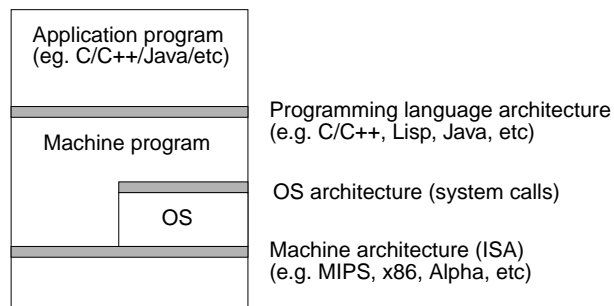 Application program
(eg. C/C++/Java/etc)
Programming language architecture
(e.g. C/C++, Lisp, Java, etc)
Machine program
OS architecture (system calls)
OS
Machine architecture (ISA)
(e.g. MIPS, x86, Alpha, etc)